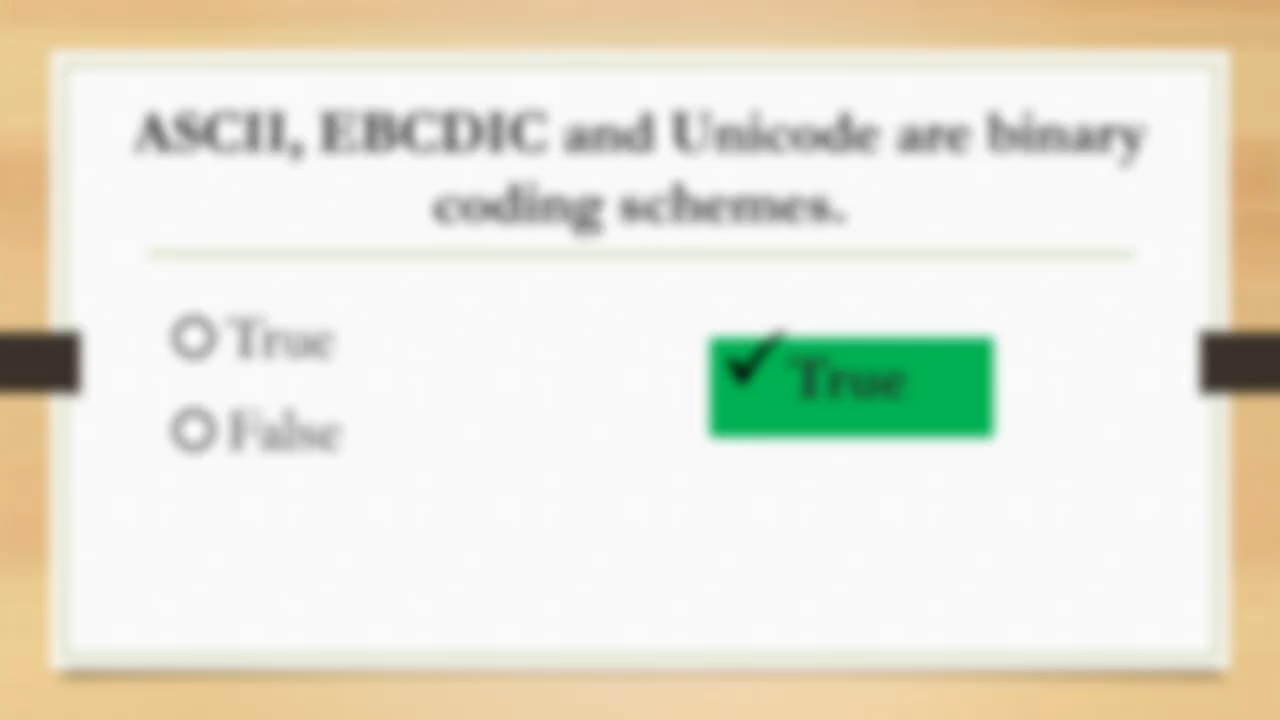 ASCII, EBCDIC and Unicode are binary
coding schemes.
True
False
✓ True